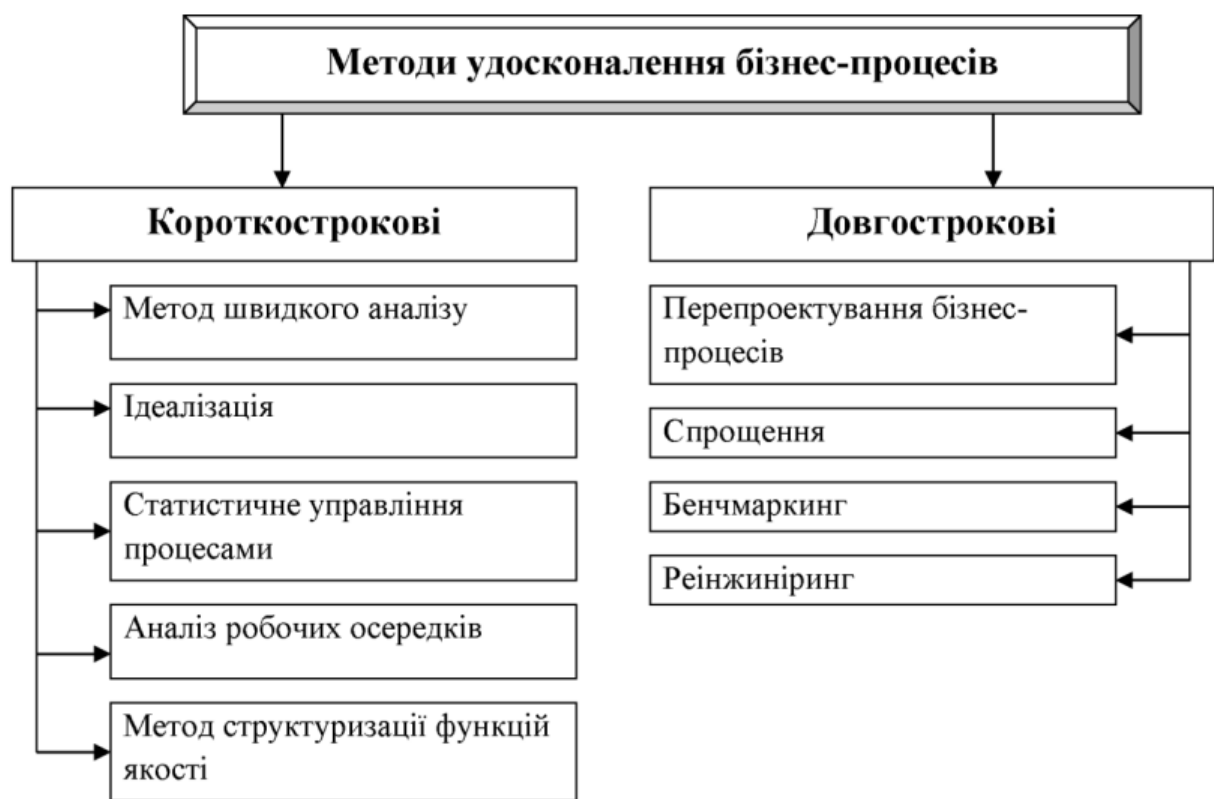 Методи удосконалення бізнес-процесів
Короткострокові
Метод швидкого аналізу
Ідеалізація
Статистичне управління
процесами
Аналіз робочих осередків
Метод структуризації функцій
якості
Довгострокові
Перепроектування бізнес-
процесів
Спрощення
Бенчмаркинг
Реінжиніринг